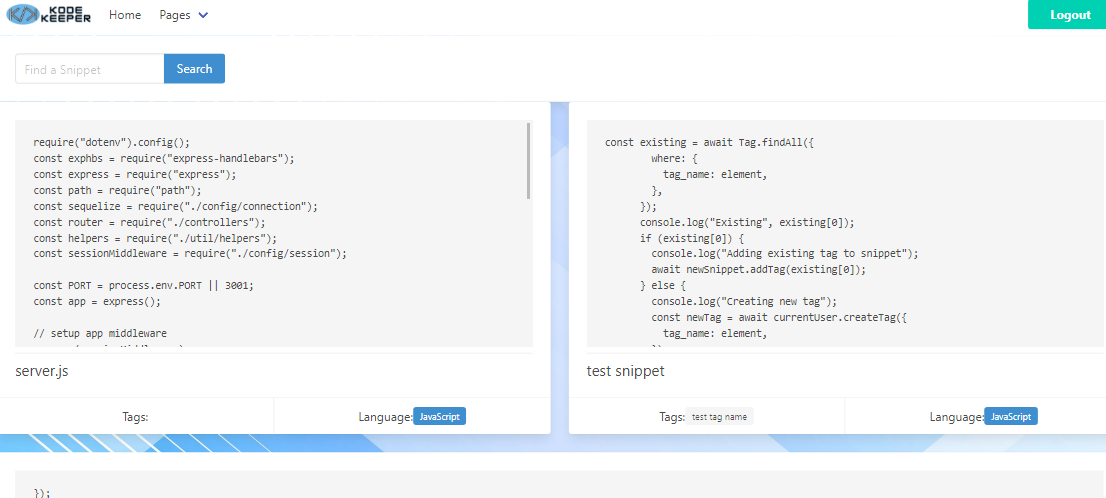 KODE
KEEPER
Home
Pages
Logout
Find a Snippet
Search
require("dotenv").config();
const exphbs = require("express-handlebars");
const express = require("express");
const path = require("path");
const sequelize = require("./config/connection");
const router = require("./controllers");
const helpers = require("./util/helpers");
const sessionMiddleware = require("./config/session");
const PORT = process.env.PORT || 3001;
const app = express();
// setup app middleware
server.js
Tags:
Language: JavaScript
const existing = await Tag.findAll({
where: {
tag_name: element,
},
});
console.log("Existing", existing[0]);
if (existing[0]) {
console.log("Adding existing tag to snippet");
await newSnippet.addTag(existing[0]);
} else {
console.log("Creating new tag");
const newTag = await currentUser.createTag({
tag_name: element,
test snippet
Tags: test tag name
Language: JavaScript
});